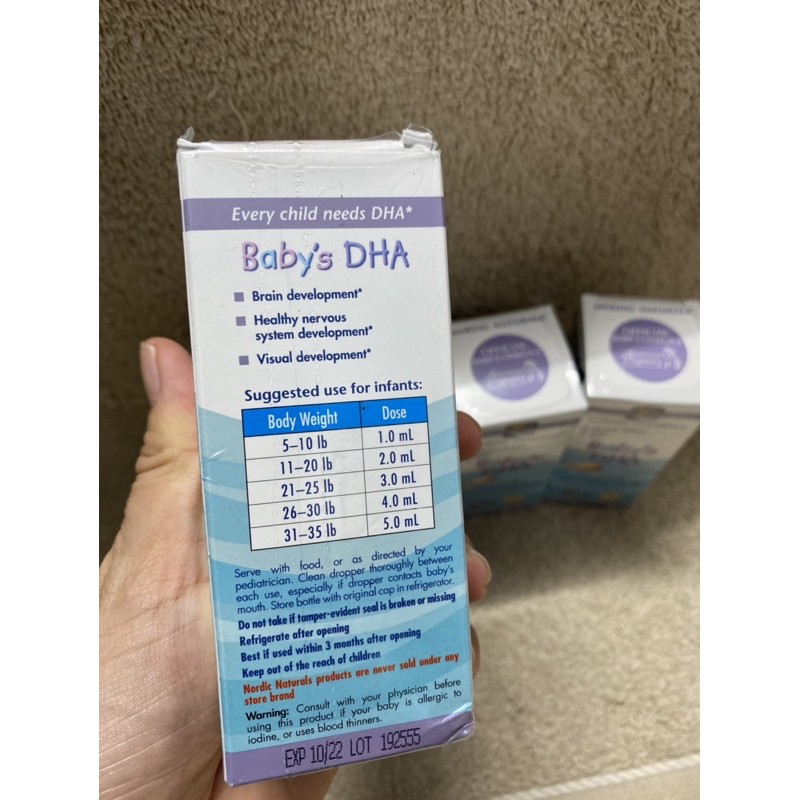 Every child needs DHA*
Baby's DHA
Brain development*
Healthy nervous
system development*
Visual development*
Suggested use for infants:
Body Weight Dose
5–10 lb 1.0 mL
11–20 lb 2.0 mL
21–25 lb 3.0 mL
26–30 lb 4.0 mL
31–35 lb 5.0 mL
Serve with food, or as directed by your
pediatrician. Clean dropper thoroughly between
each use, especially if dropper contacts baby's
mouth. Store bottle with original cap in refrigerator.
Do not take if tamper-evident seal is broken or missing
Refrigerate after opening
Best if used within 3 months after opening
Keep out of the reach of children
Nordic Naturals products are never sold under any
store brand
Warning: Consult with your physician before
using this product if your baby is allergic to
iodine, or uses blood thinners.
EXP 10/22 LOT 192555
NORDIC NATURALS
OFFICIAL
NORDIC NATURALS
OFFICIAL
Baby's
DHA